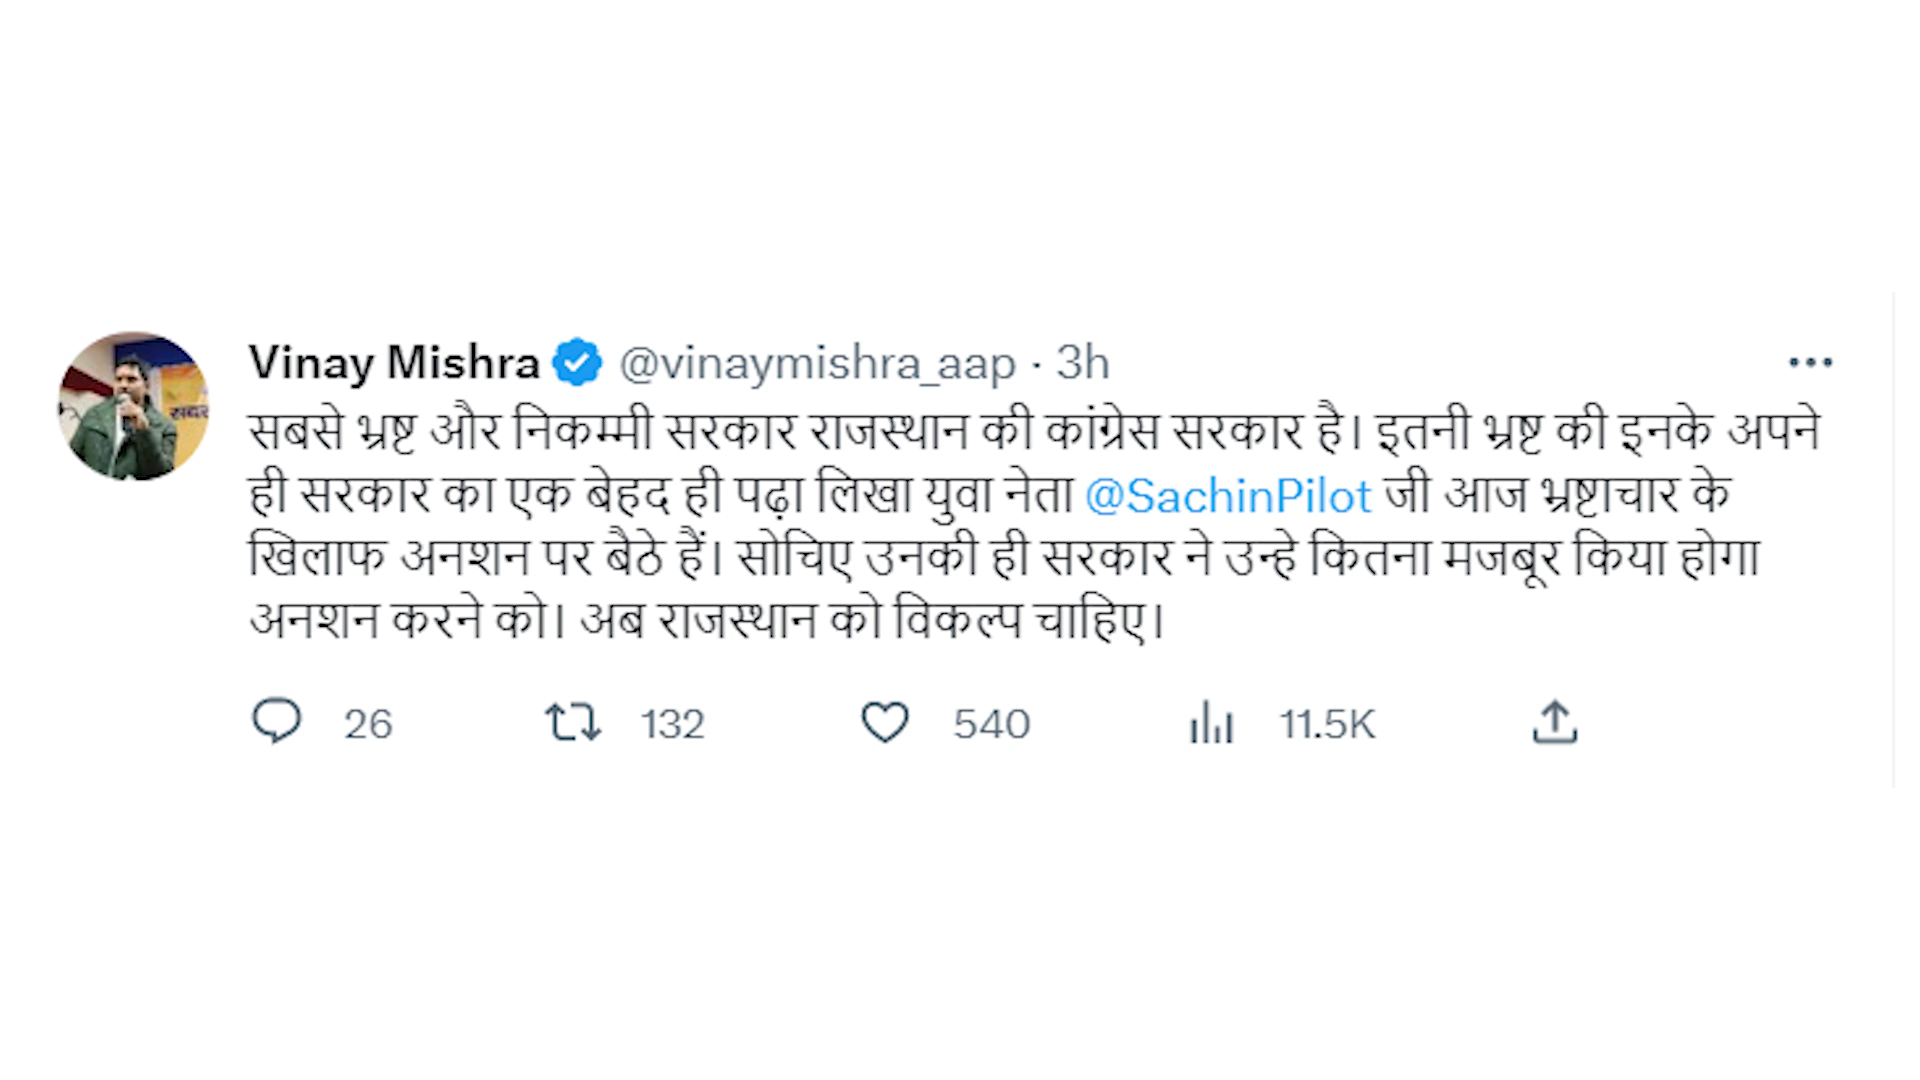 Vinay Mishra @vinaymishra_aap · 3h
सबसे भ्रष्ट और निकम्मी सरकार राजस्थान की कांग्रेस सरकार है। इतनी भ्रष्ट की इनके अपने
ही सरकार का एक बेहद ही पढ़ा लिखा युवा नेता @SachinPilot जी आज भ्रष्टाचार के
खिलाफ अनशन पर बैठे हैं। सोचिए उनकी ही सरकार ने उन्हे कितना मजबूर किया होगा
अनशन करने को। अब राजस्थान को विकल्प चाहिए।
26 132 540 11.5K